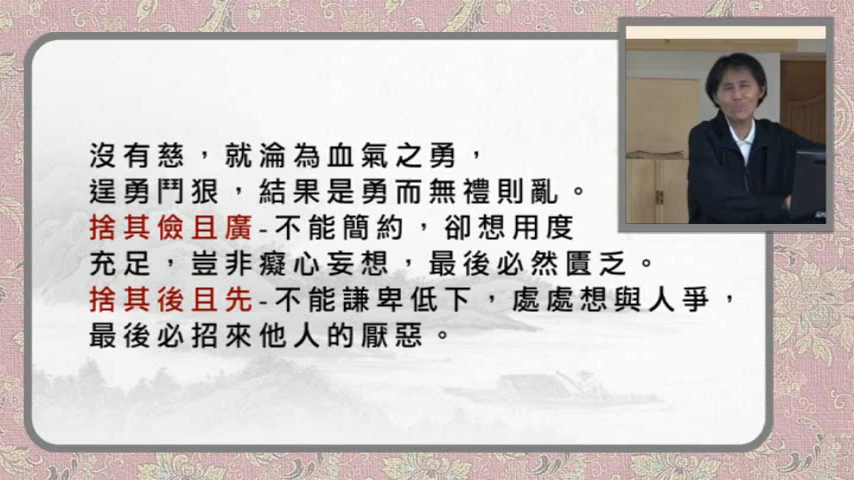 沒有慈，就淪為血氣之勇，
逞勇鬥狠，結果是勇而無禮則亂。
捨其儉且廣-不能簡約，卻想用度
充足，豈非癡心妄想，最後必然匱乏。
捨其後且先-不能謙卑低下，處處想與人爭，
最後必招來他人的厭惡。